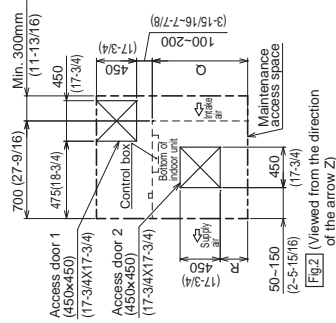 Min. 300mm
(11-13/16)
700 (27-9/16)
450
(17-3/4)
475(18-3/4)
450
(17-3/4)
100~200
(3-15/16-7-7/8)
Access door 1
(450x450)
(17-3/4X17-3/4)
Control box
Access door 2
(450x450)
(17-3/4X17-3/4)
Bottom of
indoor unit
Intake
air
Q
Supply
air
450
(17-3/4)
R
450
(17-3/4)
50~150
(2-5-15/16)
Maintenance
access space
Fig.2 (Viewed from the direction
of the arrow Z)